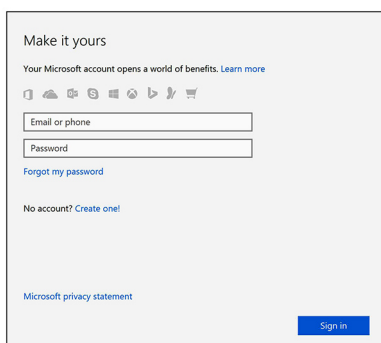 Make it yours
Your Microsoft account opens a world of benefits. Learn more
Email or phone
Password
Forgot my password
No account? Create one!
Microsoft privacy statement
Sign in